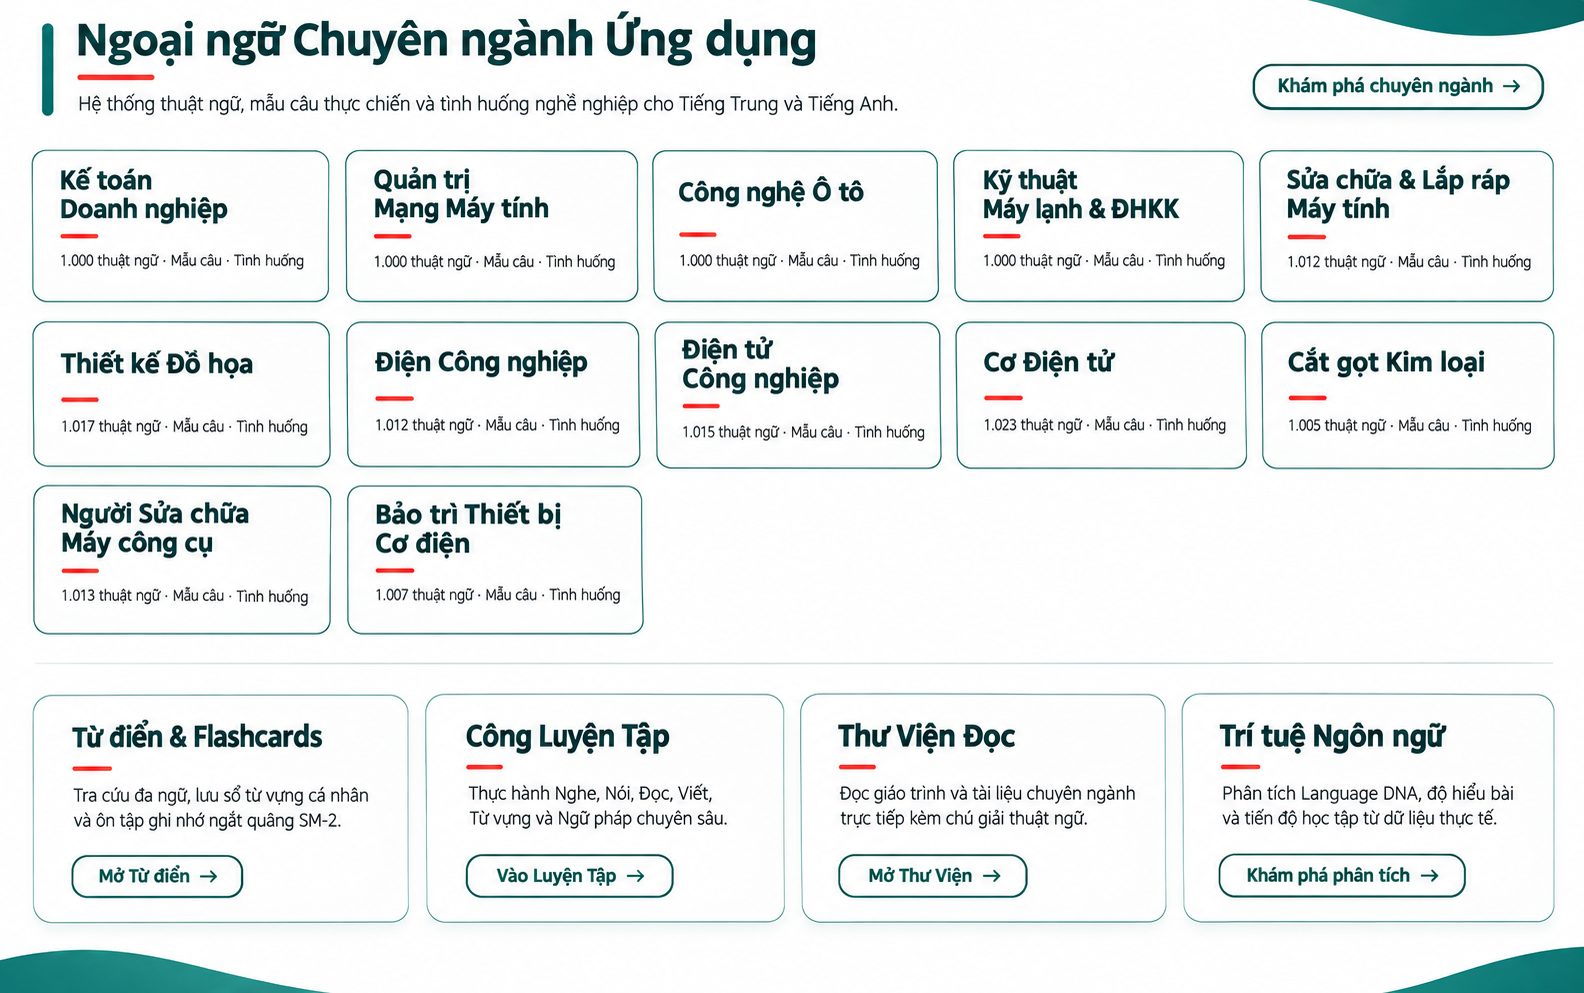 Ngoại ngữ Chuyên ngành Ứng dụng
Hệ thống thuật ngữ, mẫu câu thực chiến và tình huống nghề nghiệp cho Tiếng Trung và Tiếng Anh.
Khám phá chuyên ngành →
Kế toán
Doanh nghiệp
1.000 thuật ngữ · Mẫu câu · Tình huống
Quản trị
Mạng Máy tính
1.000 thuật ngữ · Mẫu câu · Tình huống
Công nghệ Ô tô
1.000 thuật ngữ · Mẫu câu · Tình huống
Kỹ thuật
Máy lạnh & ĐHKK
1.000 thuật ngữ · Mẫu câu · Tình huống
Sửa chữa & Lắp ráp
Máy tính
1.012 thuật ngữ · Mẫu câu · Tình huống
Thiết kế Đồ họa
1.017 thuật ngữ · Mẫu câu · Tình huống
Điện Công nghiệp
1.012 thuật ngữ · Mẫu câu · Tình huống
Điện tử
Công nghiệp
1.015 thuật ngữ · Mẫu câu · Tình huống
Cơ Điện tử
1.023 thuật ngữ · Mẫu câu · Tình huống
Cắt gọt Kim loại
1.005 thuật ngữ · Mẫu câu · Tình huống
Người Sửa chữa
Máy công cụ
1.013 thuật ngữ · Mẫu câu · Tình huống
Bảo trì Thiết bị
Cơ điện
1.007 thuật ngữ · Mẫu câu · Tình huống
Từ điển & Flashcards
Tra cứu đa ngữ, lưu sổ từ vựng cá nhân
và ôn tập ghi nhớ ngắt quãng SM-2.
Mở Từ điển →
Công Luyện Tập
Thực hành Nghe, Nói, Đọc, Viết,
Từ vựng và Ngữ pháp chuyên sâu.
Vào Luyện Tập →
Thư Viện Đọc
Đọc giáo trình và tài liệu chuyên ngành
trực tiếp kèm chú giải thuật ngữ.
Mở Thư Viện →
Trí tuệ Ngôn ngữ
Phân tích Language DNA, độ hiểu bài
và tiến độ học tập từ dữ liệu thực tế.
Khám phá phân tích →